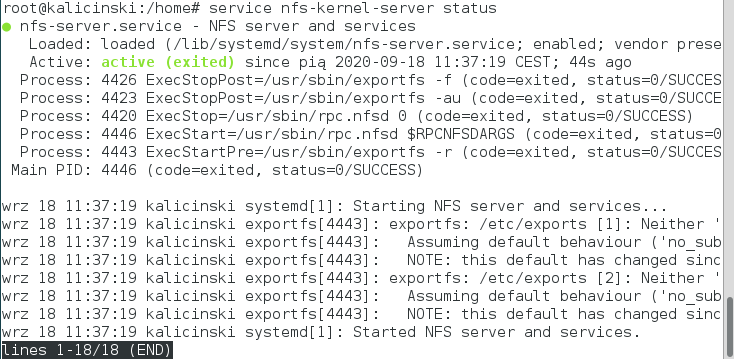 root@kalicinski:/home# service nfs-kernel-server status
● nfs-server.service - NFS server and services
   Loaded: loaded (/lib/systemd/system/nfs-server.service; enabled; vendor prese
   Active: active (exited) since pią 2020-09-18 11:37:19 CEST; 44s ago
  Process: 4426 ExecStopPost=/usr/sbin/exportfs -f (code=exited, status=0/SUCCES
  Process: 4423 ExecStopPost=/usr/sbin/exportfs -au (code=exited, status=0/SUCCE
  Process: 4420 ExecStop=/usr/sbin/rpc.nfsd 0 (code=exited, status=0/SUCCESS)
  Process: 4446 ExecStart=/usr/sbin/rpc.nfsd $RPCNFSDARGS (code=exited, status=0
  Process: 4443 ExecStartPre=/usr/sbin/exportfs -r (code=exited, status=0/SUCCES
 Main PID: 4446 (code=exited, status=0/SUCCESS)

wrz 18 11:37:19 kalicinski systemd[1]: Starting NFS server and services...
wrz 18 11:37:19 kalicinski exportfs[4443]: exportfs: /etc/exports [1]: Neither '
wrz 18 11:37:19 kalicinski exportfs[4443]:   Assuming default behaviour ('no_sub
wrz 18 11:37:19 kalicinski exportfs[4443]:   NOTE: this default has changed sinc
wrz 18 11:37:19 kalicinski exportfs[4443]: exportfs: /etc/exports [2]: Neither '
wrz 18 11:37:19 kalicinski exportfs[4443]:   Assuming default behaviour ('no_sub
wrz 18 11:37:19 kalicinski exportfs[4443]:   NOTE: this default has changed sinc
wrz 18 11:37:19 kalicinski systemd[1]: Started NFS server and services.
lines 1-18/18 (END)